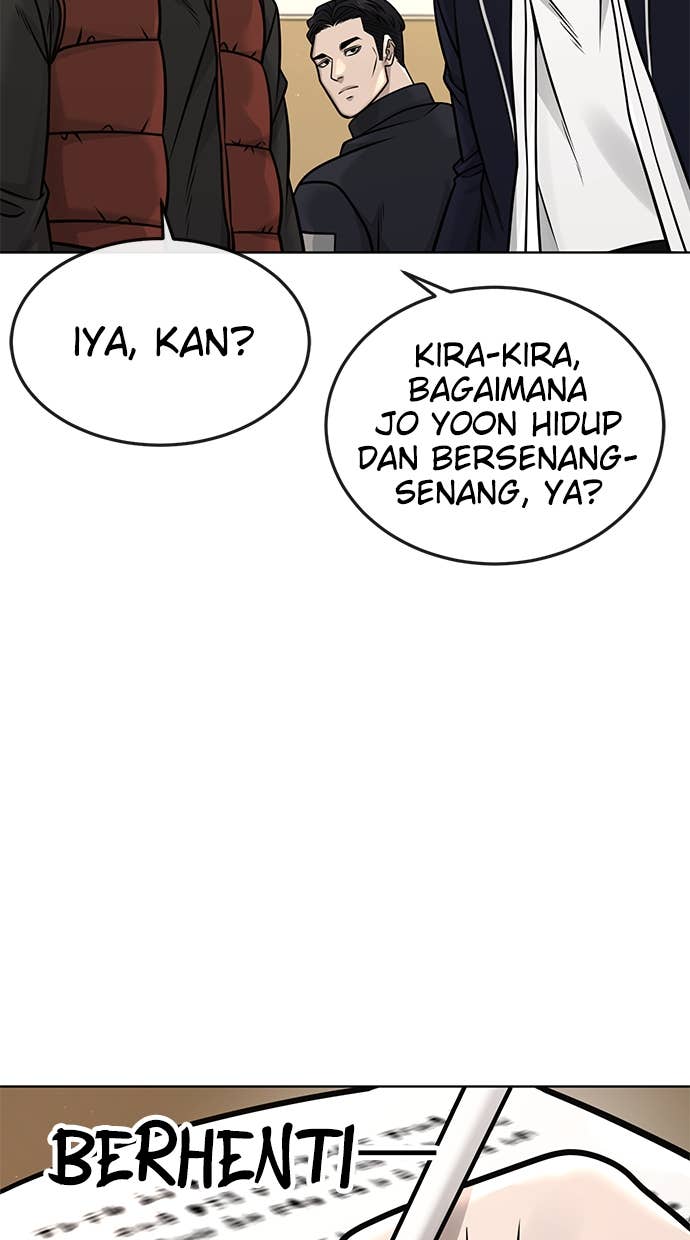 IYA, KAN?
KIRA-KIRA,
BAGAIMANA
JO YOON HIDUP
DAN BERSENANG-
SENANG, YA?
BERHENTI